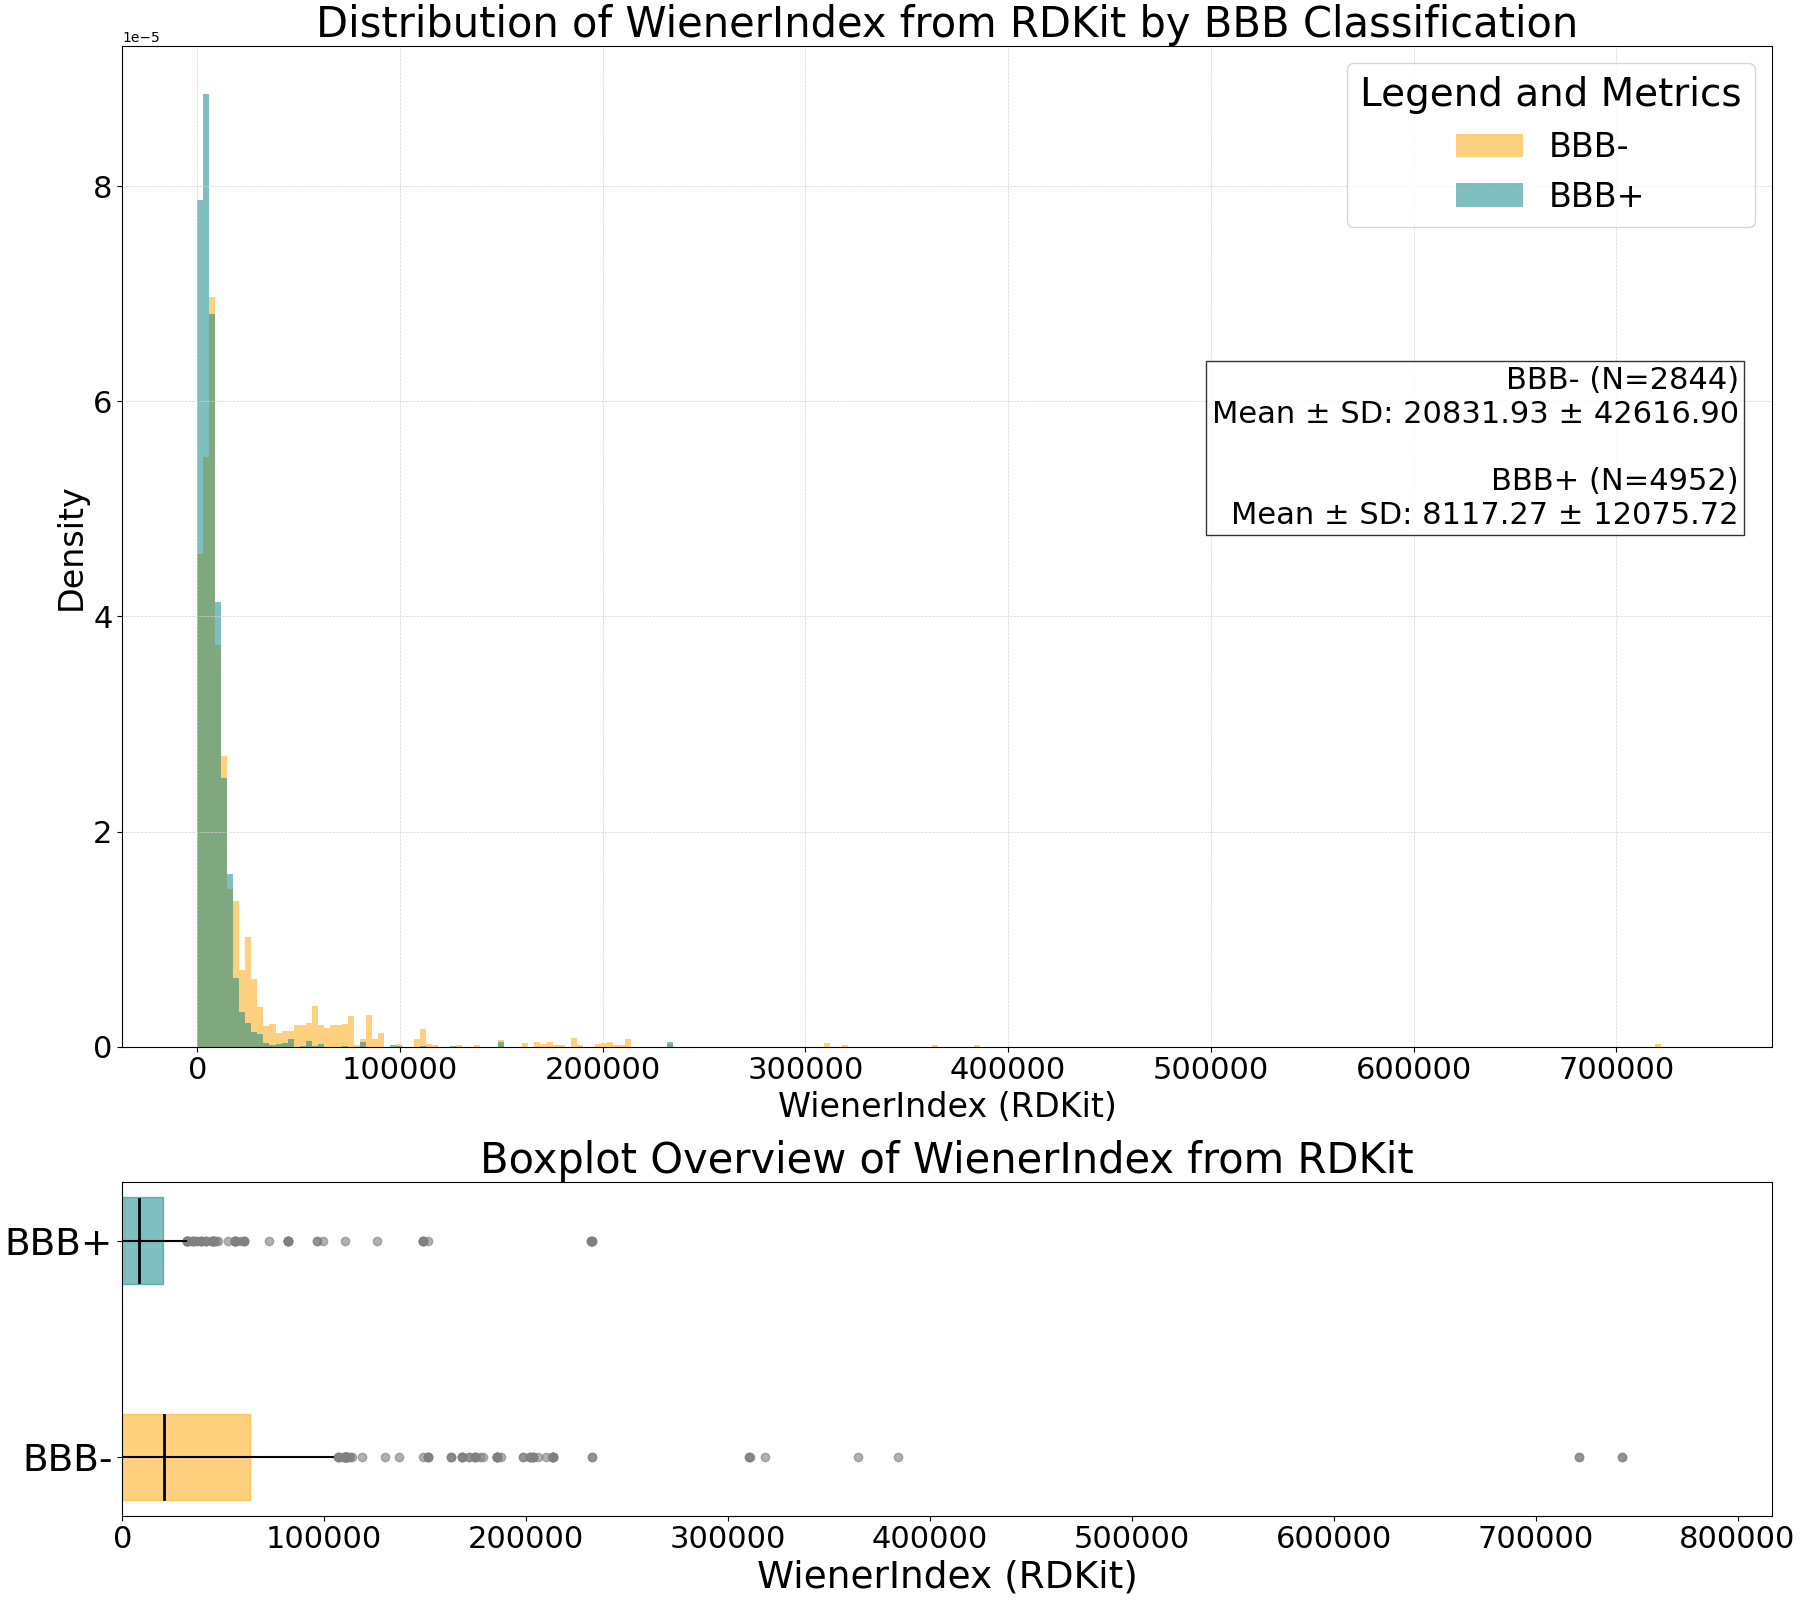 Distribution of WienerIndex from RDKit by BBB Classification
1e−5
Legend and Metrics
BBB-
BBB+
8
6
4
2
0
Density
BBB- (N=2844)
Mean ± SD: 20831.93 ± 42616.90
BBB+ (N=4952)
Mean ± SD: 8117.27 ± 12075.72
0 100000 200000 300000 400000 500000 600000 700000
WienerIndex (RDKit)
Boxplot Overview of WienerIndex from RDKit
BBB+
BBB-
0 100000 200000 300000 400000 500000 600000 700000 800000
WienerIndex (RDKit)